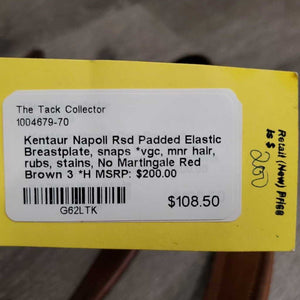 The Tack Collector
1004679-70
Kentaur Napoli Rsd Padded Elastic
Breastplate, snaps *vgc, mnr hair,
rubs, stains, No Martingale Red
Brown 3 *H MSRP: $200.00
G62LTK
$108.50
Retail (New) Price
is $
200